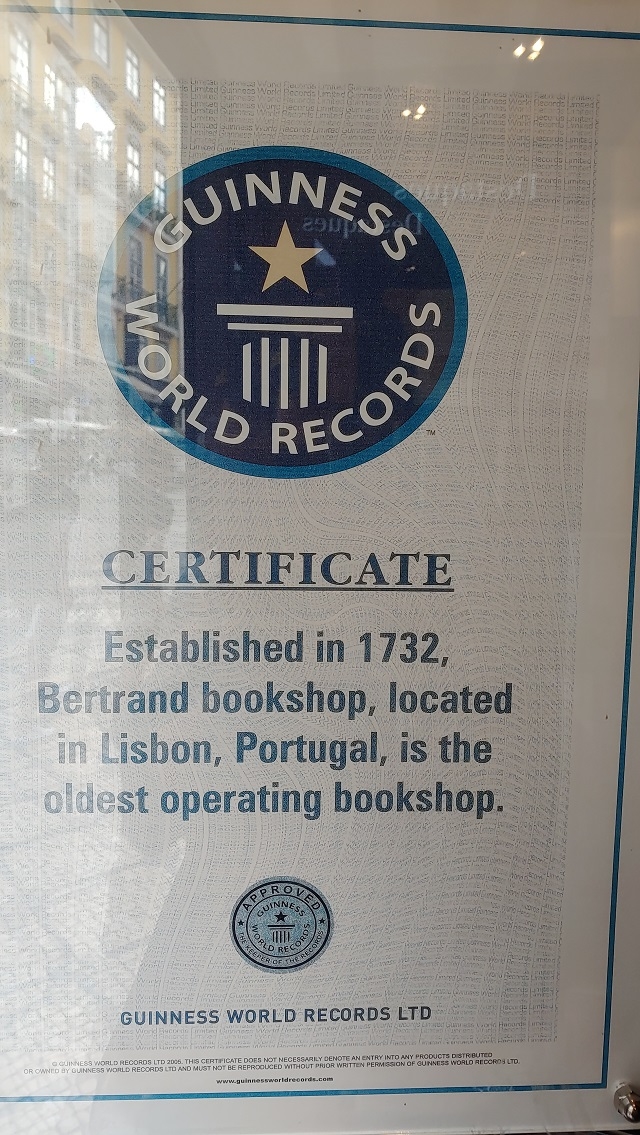 GUINNESS
WORLD RECORDS
™
CERTIFICATE
Established in 1732,
Bertrand bookshop, located
in Lisbon, Portugal, is the
oldest operating bookshop.
APPROVED
GUINNESS
WORLD RECORDS
THE KEEPER OF THE RECORDS
GUINNESS WORLD RECORDS LTD
© GUINNESS WORLD RECORDS LTD 2005. THIS CERTIFICATE DOES NOT NECESSARILY DENOTE AN ENTRY INTO ANY PRODUCTS DISTRIBUTED
OR OWNED BY GUINNESS WORLD RECORDS LTD AND MUST NOT BE REPRODUCED WITHOUT PRIOR WRITTEN PERMISSION OF GUINNESS WORLD RECORDS LTD.
www.guinnessworldrecords.com
Destaques
Destaques